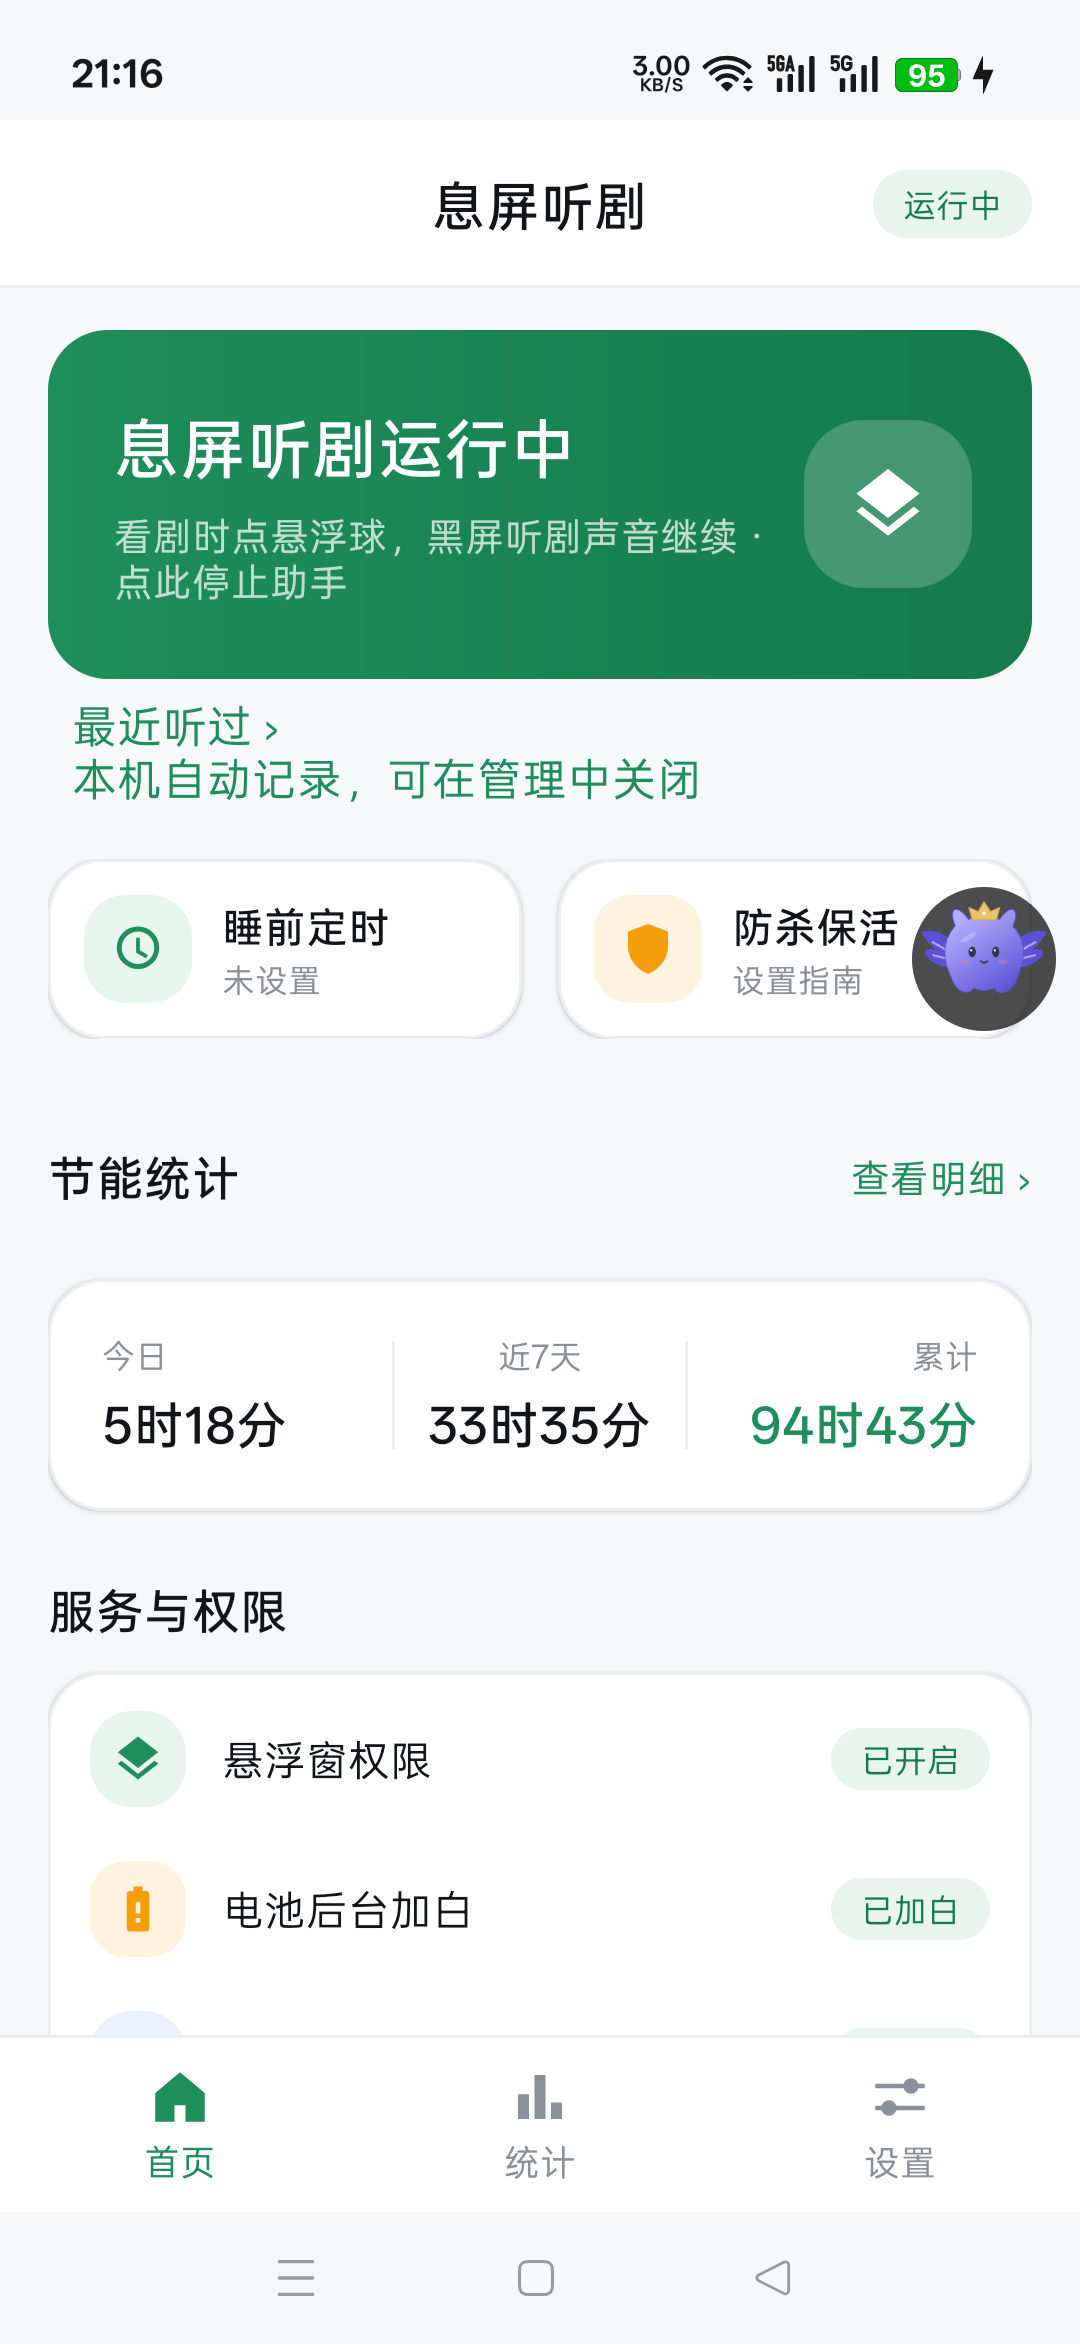 21:16
3.00
KB/S
5GA
5G
95
息屏听剧
运行中
息屏听剧运行中
看剧时点悬浮球，黑屏听剧声音继续 ·
点此停止助手
最近听过 ›
本机自动记录，可在管理中关闭
睡前定时
未设置
防杀保活
设置指南
节能统计
查看明细 ›
今日
近7天
累计
5时18分
33时35分
94时43分
服务与权限
悬浮窗权限
已开启
电池后台加白
已加白
首页
统计
设置